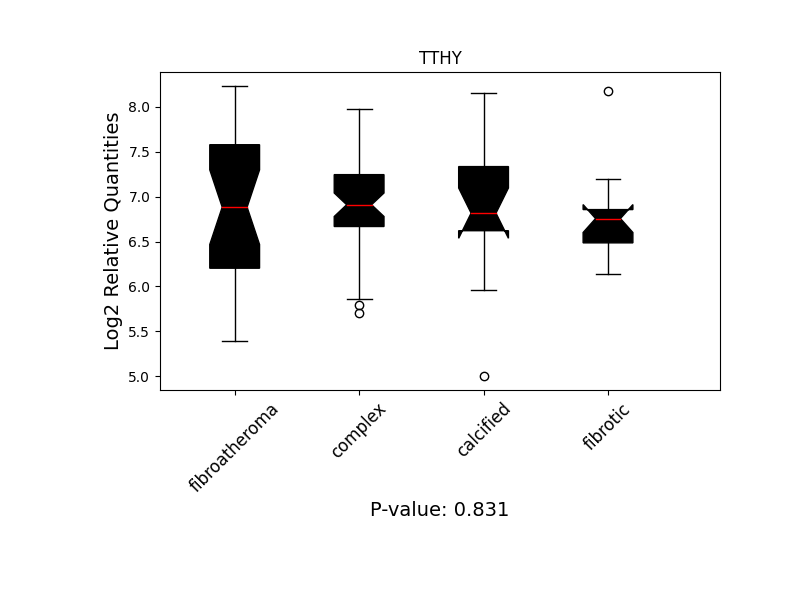 TTHY
Log2 Relative Quantities
8.0
7.5
7.0
6.5
6.0
5.5
5.0
fibroatheroma
complex
calcified
fibrotic
P-value: 0.831